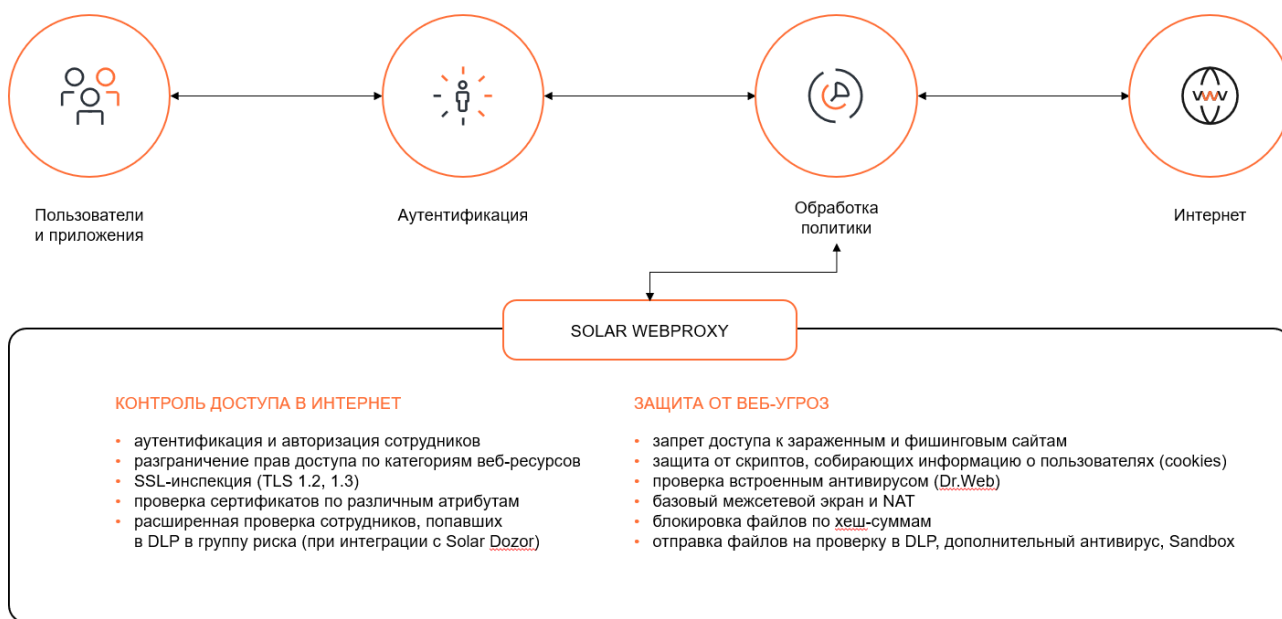 www
Пользователи
и приложения
Аутентификация
Обработка
политики
Интернет
SOLAR WEBPROXY
КОНТРОЛЬ ДОСТУПА В ИНТЕРНЕТ
• аутентификация и авторизация сотрудников
• разграничение прав доступа по категориям веб-ресурсов
• SSL-инспекция (TLS 1.2, 1.3)
• проверка сертификатов по различным атрибутам
• расширенная проверка сотрудников, попавших
в DLP в группу риска (при интеграции с Solar Dozor)
ЗАЩИТА ОТ ВЕБ-УГРОЗ
• запрет доступа к зараженным и фишинговым сайтам
• защита от скриптов, собирающих информацию о пользователях (cookies)
• проверка встроенным антивирусом (Dr.Web)
• базовый межсетевой экран и NAT
• блокировка файлов по хеш-суммам
• отправка файлов на проверку в DLP, дополнительный антивирус, Sandbox